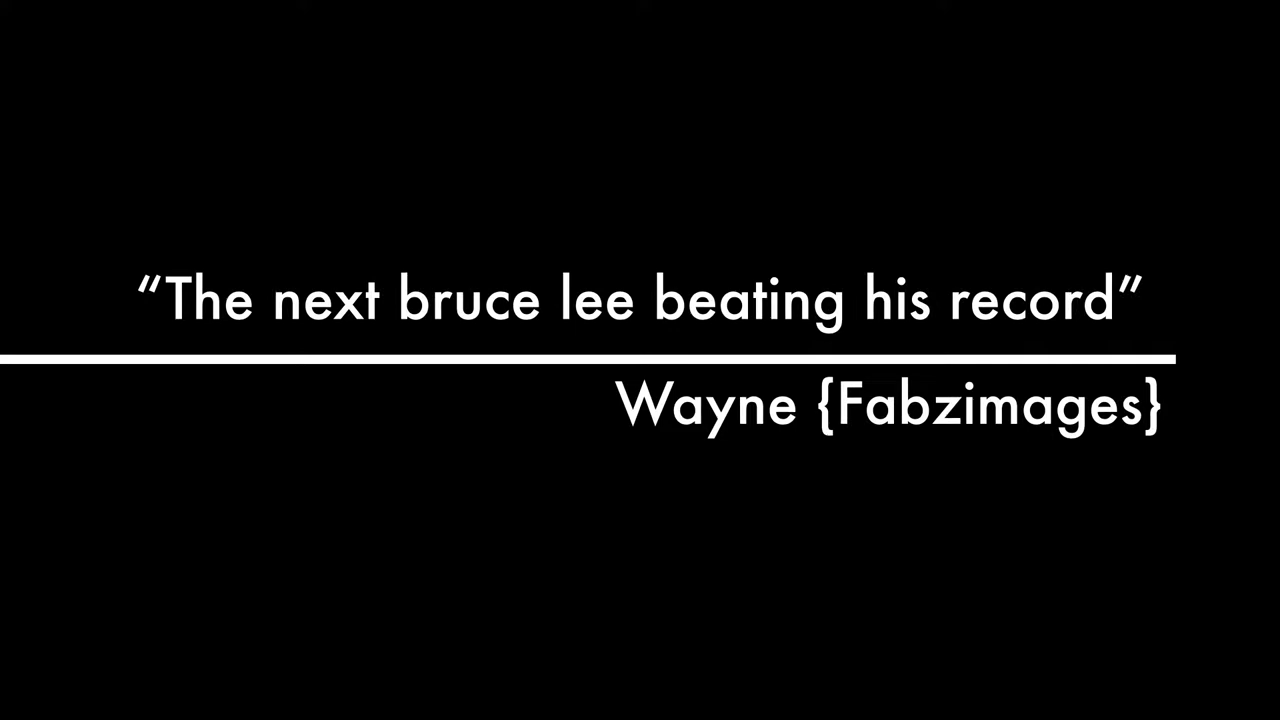 “The next bruce lee beating his record”
Wayne {Fabzimages}